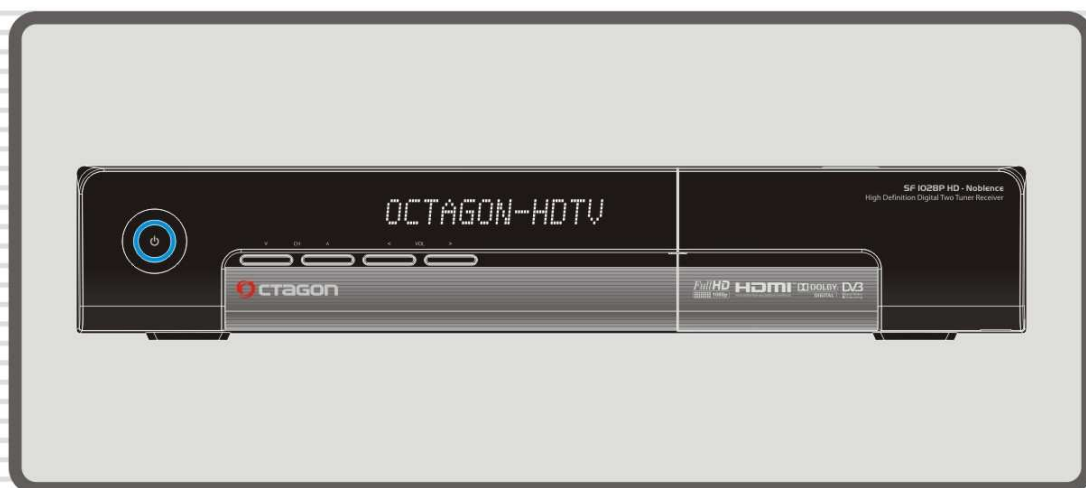 SF 1028P HD - Noblence
High Definition Digital Two Tuner Receiver
OCTAGON-HDTV
v CH ʌ < VOL >
OCTAGON
Full HD 1080p HDMI DOLBY DIGITAL DVB